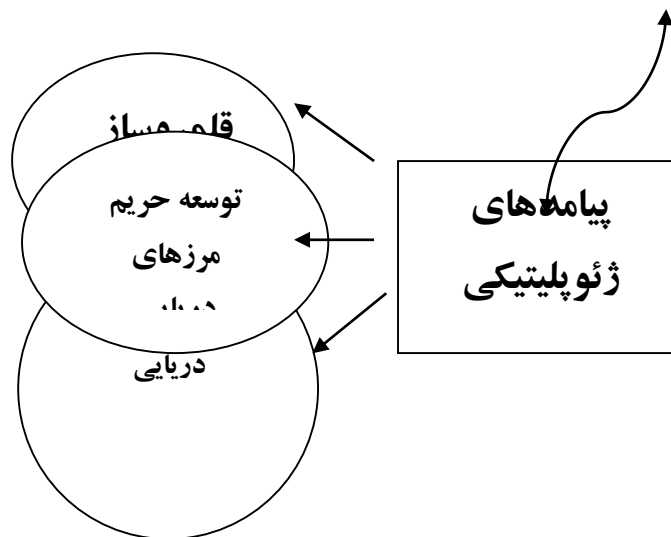 پیامدهای
ژئوپلیتیکی
توسعه حریم
مرزهای
دریایی